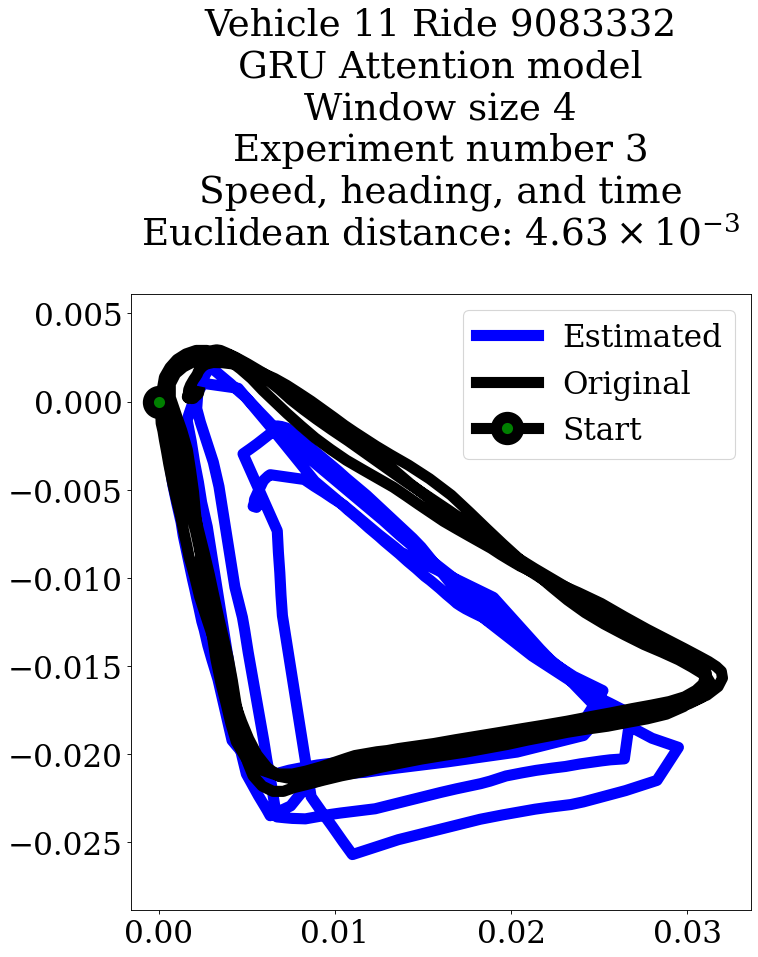 Vehicle 11 Ride 9083332
GRU Attention model
Window size 4
Experiment number 3
Speed, heading, and time
Euclidean distance: 4.63 × 10⁻³
0.005
0.000
−0.005
−0.010
−0.015
−0.020
−0.025
Estimated
Original
Start
0.00 0.01 0.02 0.03